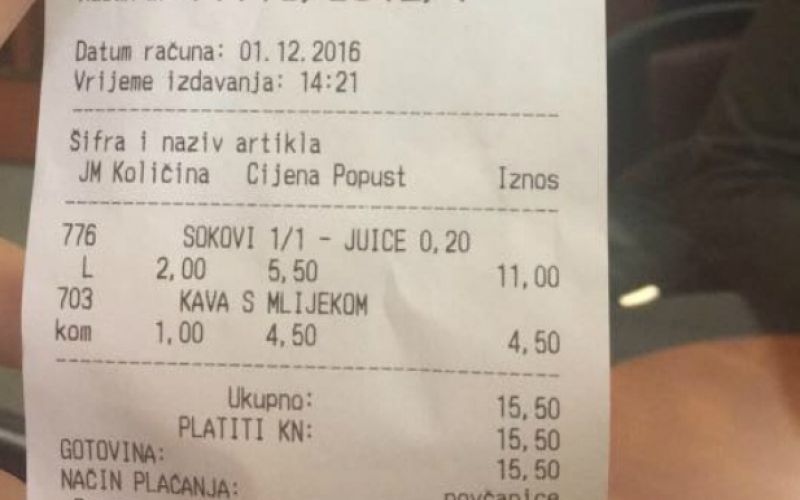 Datum računa: 01.12.2016
Vrijeme izdavanja: 14:21
Šifra i naziv artikla
JM Količina Cijena Popust Iznos
776 SOKOVI 1/1 - JUICE 0,20
L 2,00 5,50 11,00
703 KAVA S MLIJEKOM
kom 1,00 4,50 4,50
Ukupno: 15,50
PLATITI KN: 15,50
GOTOVINA: 15,50
NAČIN PLAĆANJA: novčanice